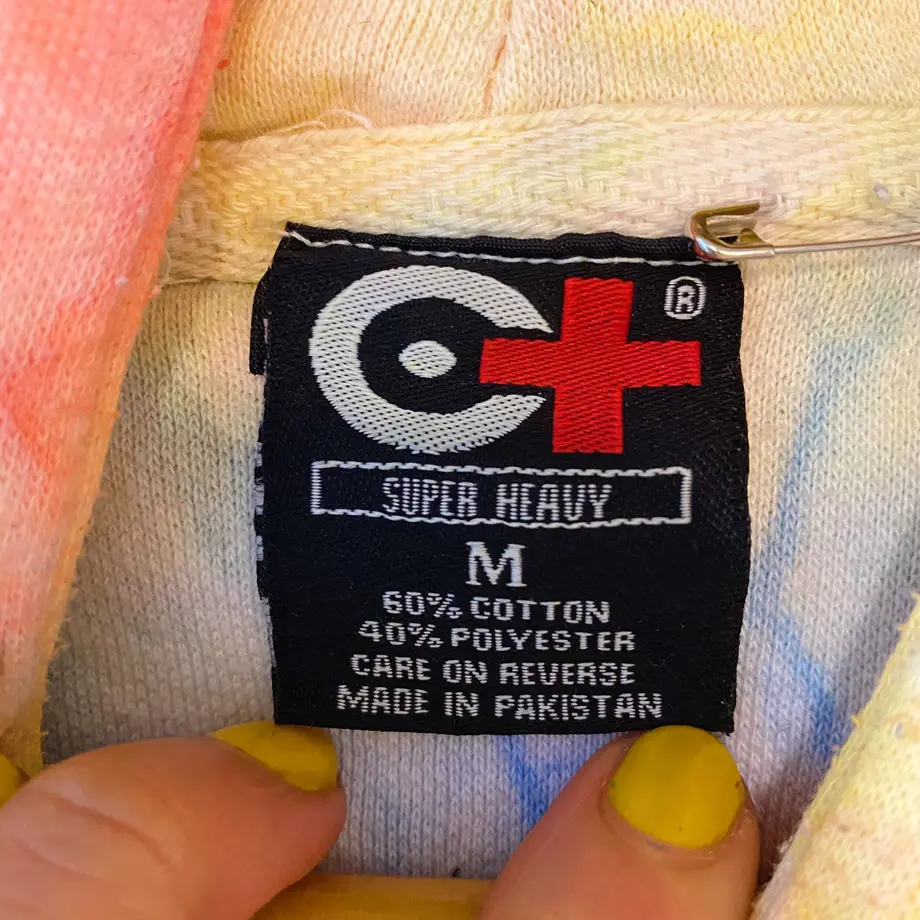 C+ ®
SUPER HEAVY
M
60% COTTON
40% POLYESTER
CARE ON REVERSE
MADE IN PAKISTAN